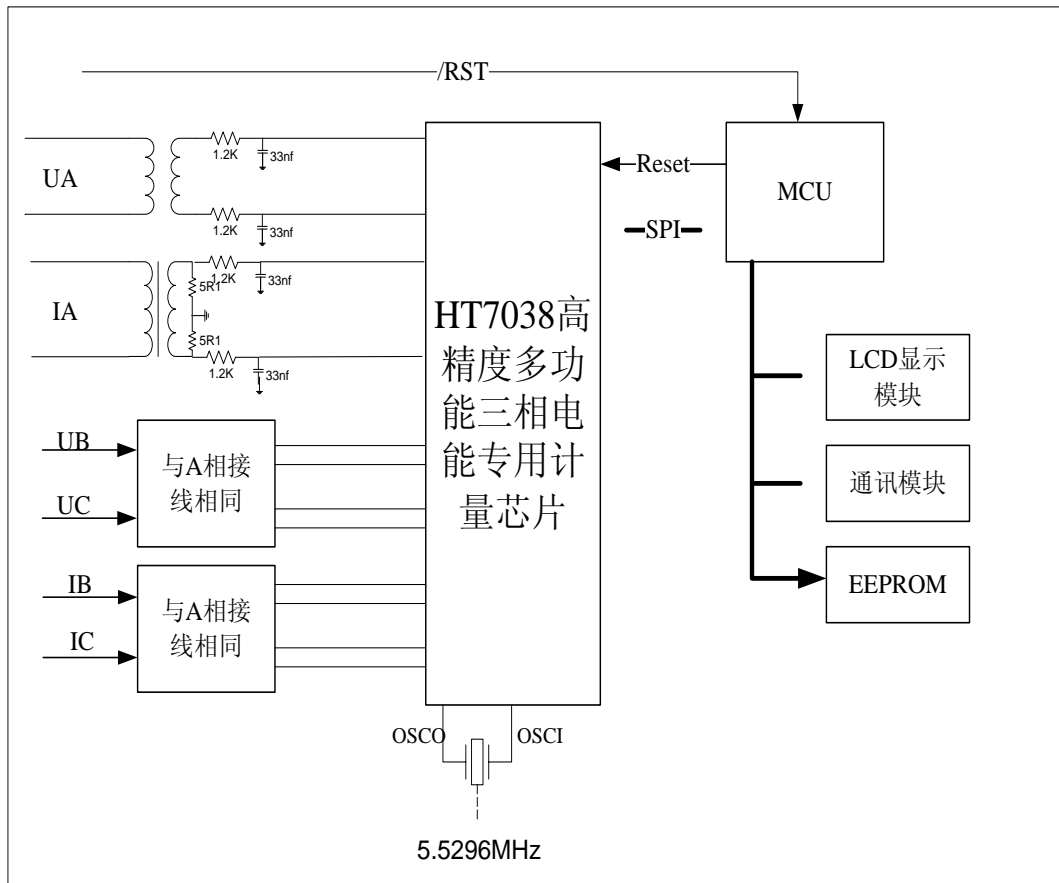 /RST
1.2K
33nf
UA
1.2K
33nf
Reset
MCU
SPI
1.2K
33nf
5R1
IA
5R1
1.2K
33nf
HT7038高
精度多功
能三相电
能专用计
量芯片
LCD显示
模块
通讯模块
EEPROM
UB
UC
与A相接
线相同
IB
IC
与A相接
线相同
OSCO
OSCI
5.5296MHz